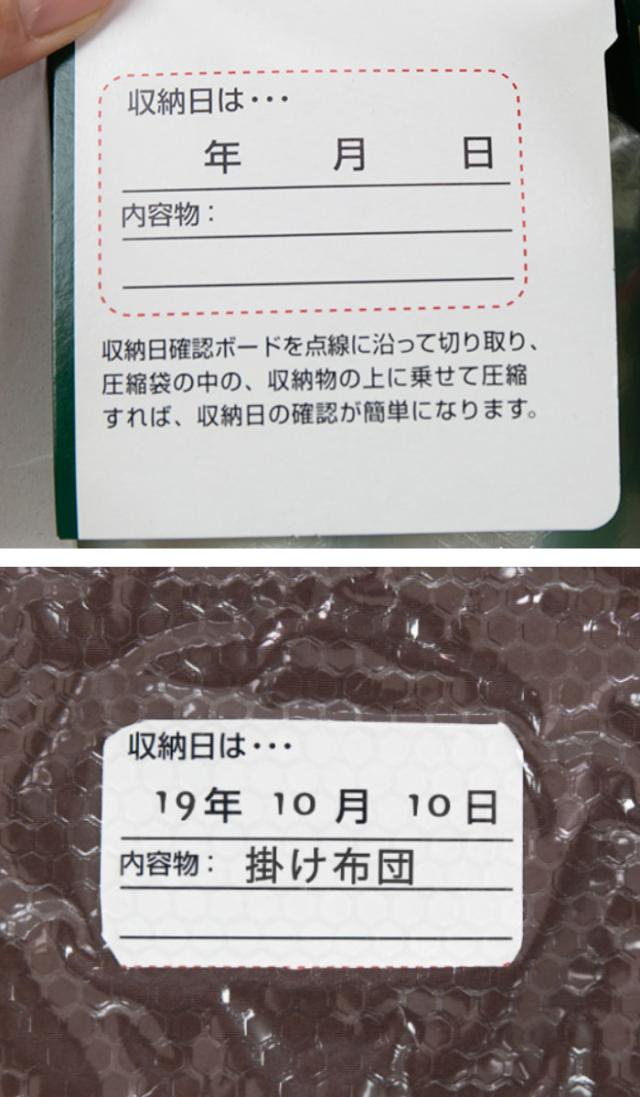 収納日は・・・
年 月 日
内容物：
収納日確認ボードを点線に沿って切り取り、
圧縮袋の中の、収納物の上に乗せて圧縮
すれば、収納日の確認が簡単になります。
収納日は・・・
19年 10月 10日
内容物： 掛け布団